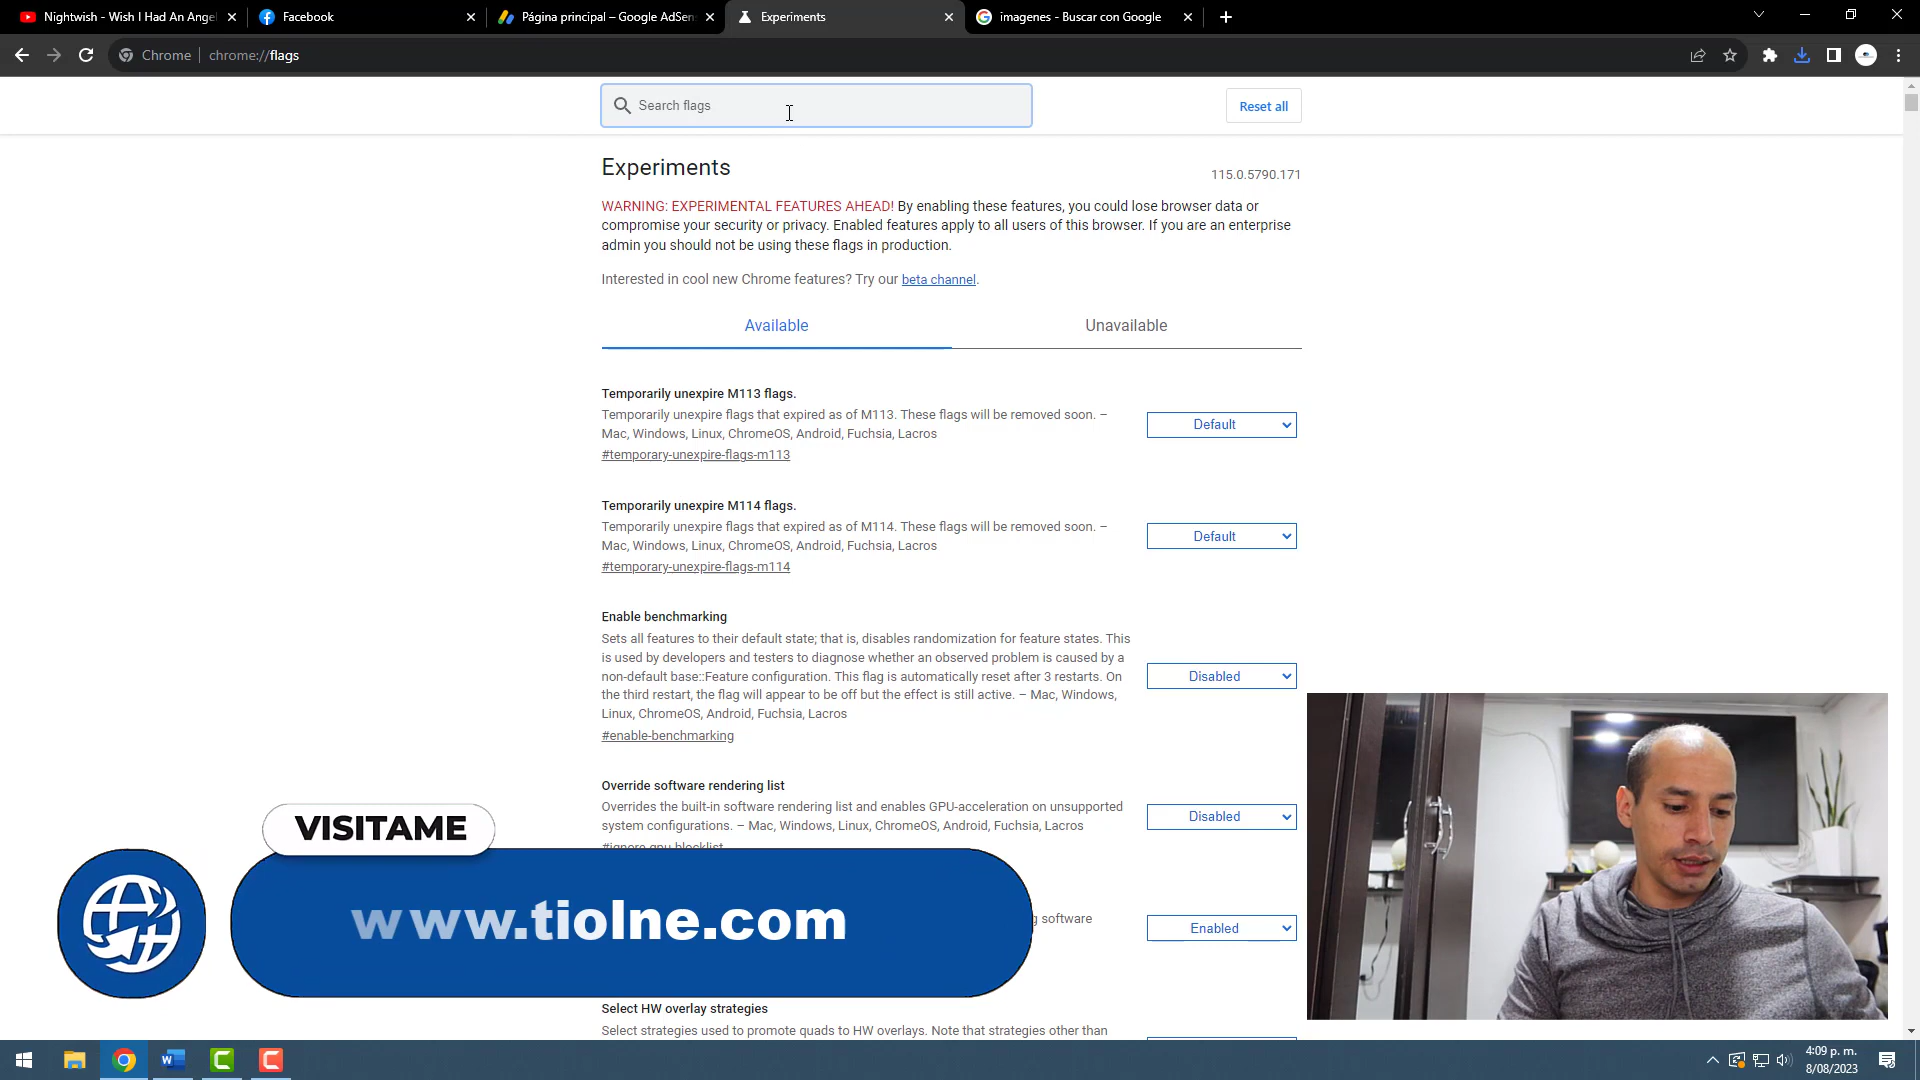 Nightwish - Wish I Had An Ange
Facebook
Página principal – Google AdSen
Experiments
imagenes - Buscar con Google
Chrome
chrome://flags
Search flags
Reset all
Experiments
115.0.5790.171
WARNING: EXPERIMENTAL FEATURES AHEAD! By enabling these features, you could lose browser data or
compromise your security or privacy. Enabled features apply to all users of this browser. If you are an enterprise
admin you should not be using these flags in production.
Interested in cool new Chrome features? Try our beta channel.
Available
Unavailable
Temporarily unexpire M113 flags.
Temporarily unexpire flags that expired as of M113. These flags will be removed soon. –
Mac, Windows, Linux, ChromeOS, Android, Fuchsia, Lacros
#temporary-unexpire-flags-m113
Default
Temporarily unexpire M114 flags.
Temporarily unexpire flags that expired as of M114. These flags will be removed soon. –
Mac, Windows, Linux, ChromeOS, Android, Fuchsia, Lacros
#temporary-unexpire-flags-m114
Default
Enable benchmarking
Sets all features to their default state; that is, disables randomization for feature states. This
is used by developers and testers to diagnose whether an observed problem is caused by a
non-default base::Feature configuration. This flag is automatically reset after 3 restarts. On
the third restart, the flag will appear to be off but the effect is still active. – Mac, Windows,
Linux, ChromeOS, Android, Fuchsia, Lacros
#enable-benchmarking
Disabled
Override software rendering list
Overrides the built-in software rendering list and enables GPU-acceleration on unsupported
system configurations. – Mac, Windows, Linux, ChromeOS, Android, Fuchsia, Lacros
#ignore-gpu-blocklist
Disabled
VISITAME
www.tiolne.com
software
Enabled
Select HW overlay strategies
Select strategies used to promote quads to HW overlays. Note that strategies other than
4:09 p. m.
8/08/2023